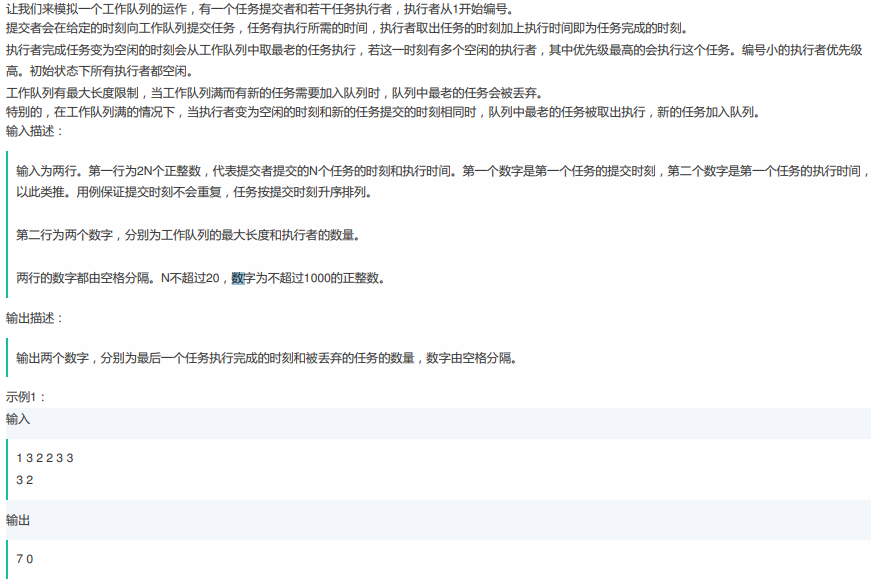 让我们来模拟一个工作队列的运作，有一个任务提交者和若干任务执行者，执行者从1开始编号。
提交者会在给定的时刻向工作队列提交任务，任务有执行所需的时间，执行者取出任务的时刻加上执行时间即为任务完成的时刻。
执行者完成任务变为空闲的时刻会从工作队列中取最老的任务执行，若这一时刻有多个空闲的执行者，其中优先级最高的会执行这个任务。编号小的执行者优先级
高。初始状态下所有执行者都空闲。
工作队列有最大长度限制，当工作队列满而有新的任务需要加入队列时，队列中最老的任务会被丢弃。
特别的，在工作队列满的情况下，当执行者变为空闲的时刻和新的任务提交的时刻相同时，队列中最老的任务被取出执行，新的任务加入队列。
输入描述：
输入为两行。第一行为2N个正整数，代表提交者提交的N个任务的时刻和执行时间。第一个数字是第一个任务的提交时刻，第二个数字是第一个任务的执行时间，
以此类推。用例保证提交时刻不会重复，任务按提交时刻升序排列。
第二行为两个数字，分别为工作队列的最大长度和执行者的数量。
两行的数字都由空格分隔。N不超过20，数字为不超过1000的正整数。
输出描述：
输出两个数字，分别为最后一个任务执行完成的时刻和被丢弃的任务的数量，数字由空格分隔。
示例1：
输入
1 3 2 2 3 3
3 2
输出
7 0